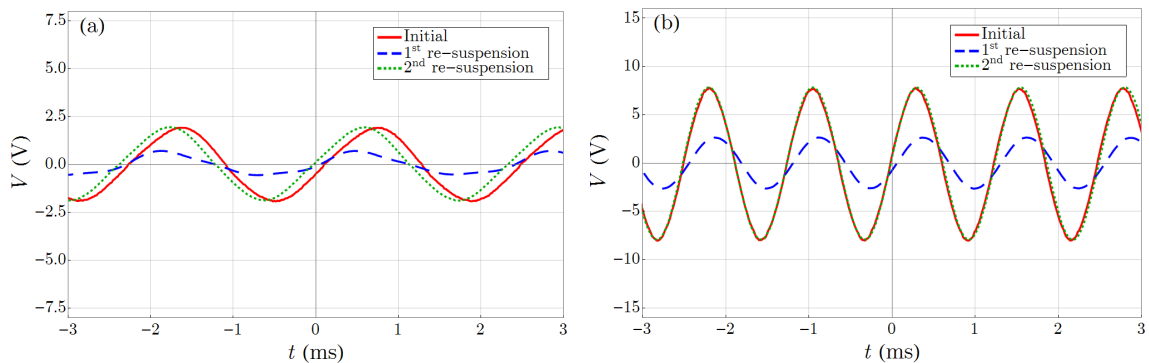 (a)
7.5
5.0
2.5
0.0
−2.5
−5.0
−7.5
V (V)
Initial
1st re−suspension
2nd re−suspension
−3 −2 −1 0 1 2 3
t (ms)
(b)
15
10
5
0
−5
−10
−15
V (V)
Initial
1st re−suspension
2nd re−suspension
−3 −2 −1 0 1 2 3
t (ms)